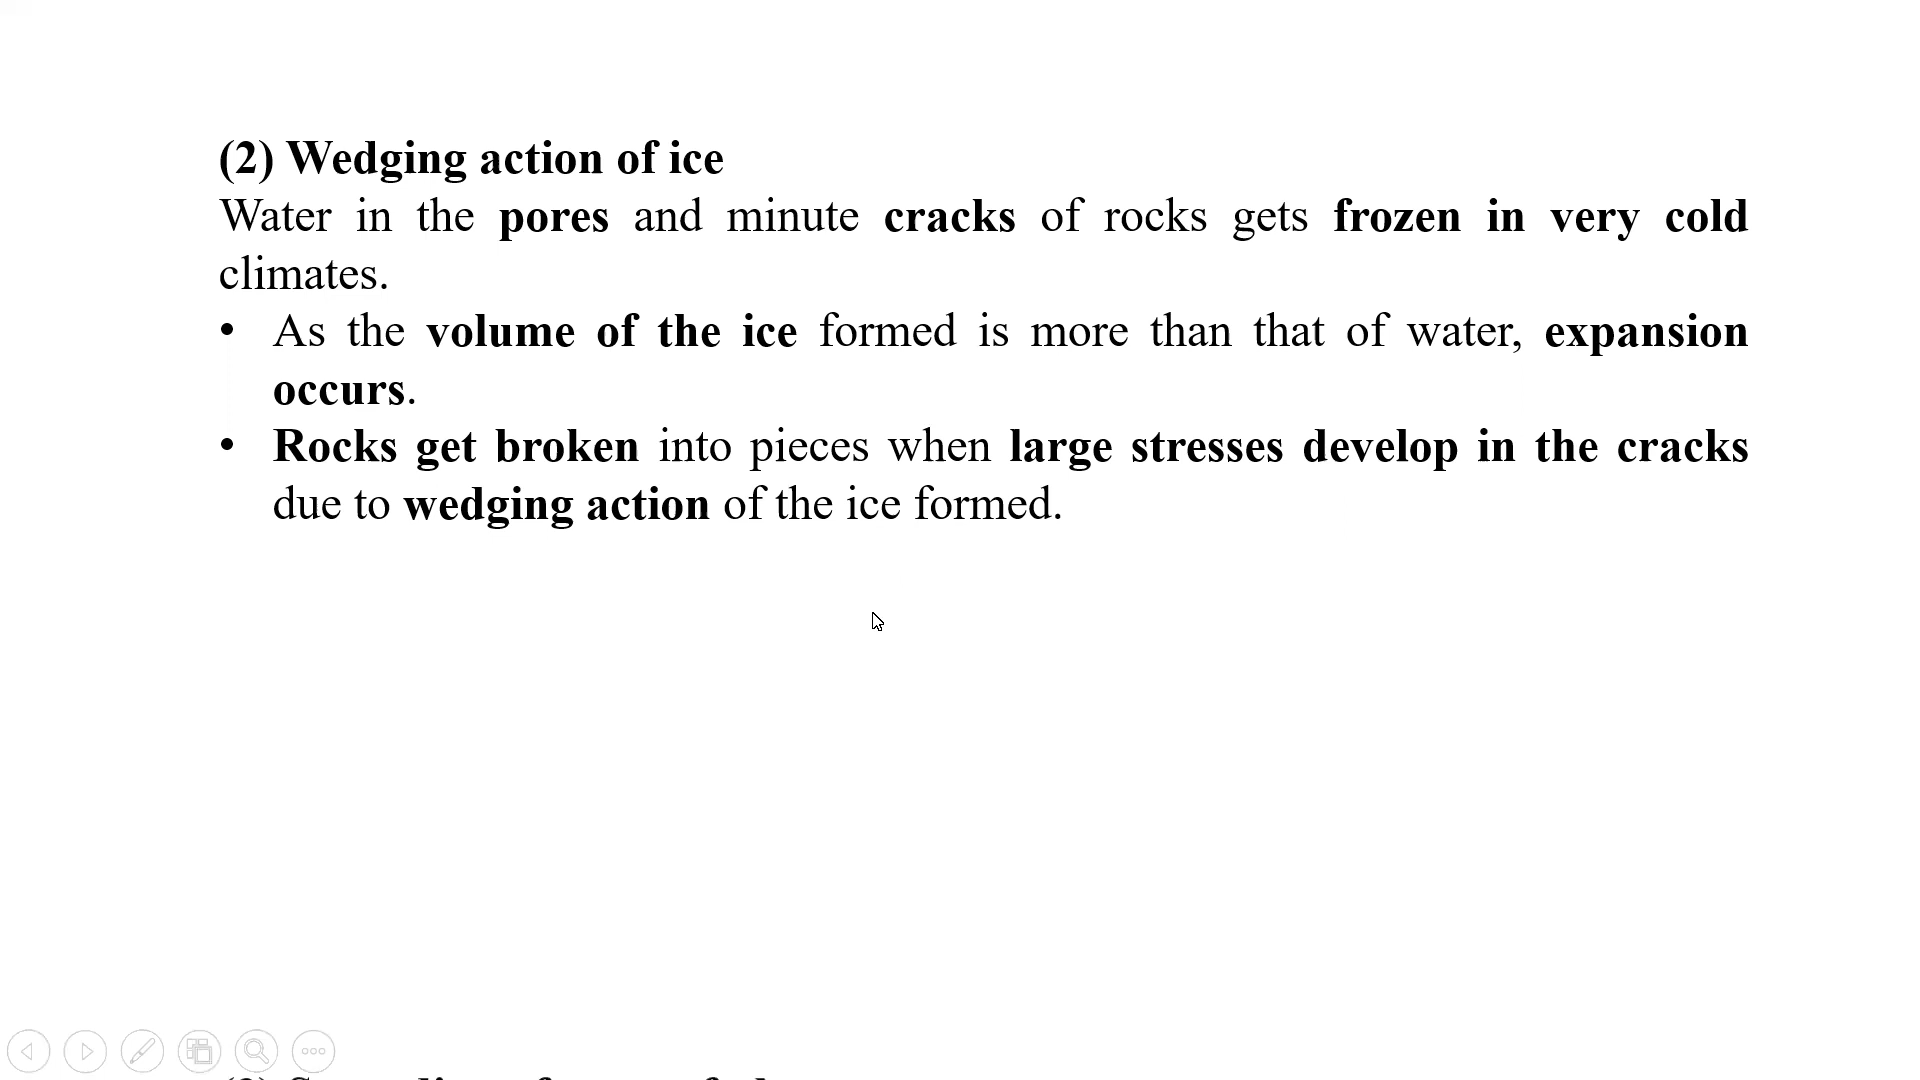 (2) Wedging action of ice
Water in the pores and minute cracks of rocks gets frozen in very cold
climates.
• As the volume of the ice formed is more than that of water, expansion
occurs.
• Rocks get broken into pieces when large stresses develop in the cracks
due to wedging action of the ice formed.